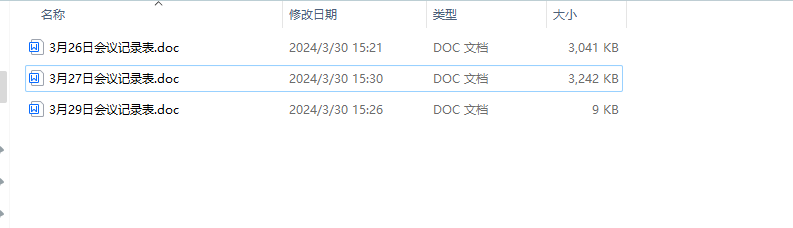 名称 修改日期 类型 大小
3月26日会议记录表.doc 2024/3/30 15:21 DOC 文档 3,041 KB
3月27日会议记录表.doc 2024/3/30 15:30 DOC 文档 3,242 KB
3月29日会议记录表.doc 2024/3/30 15:26 DOC 文档 9 KB